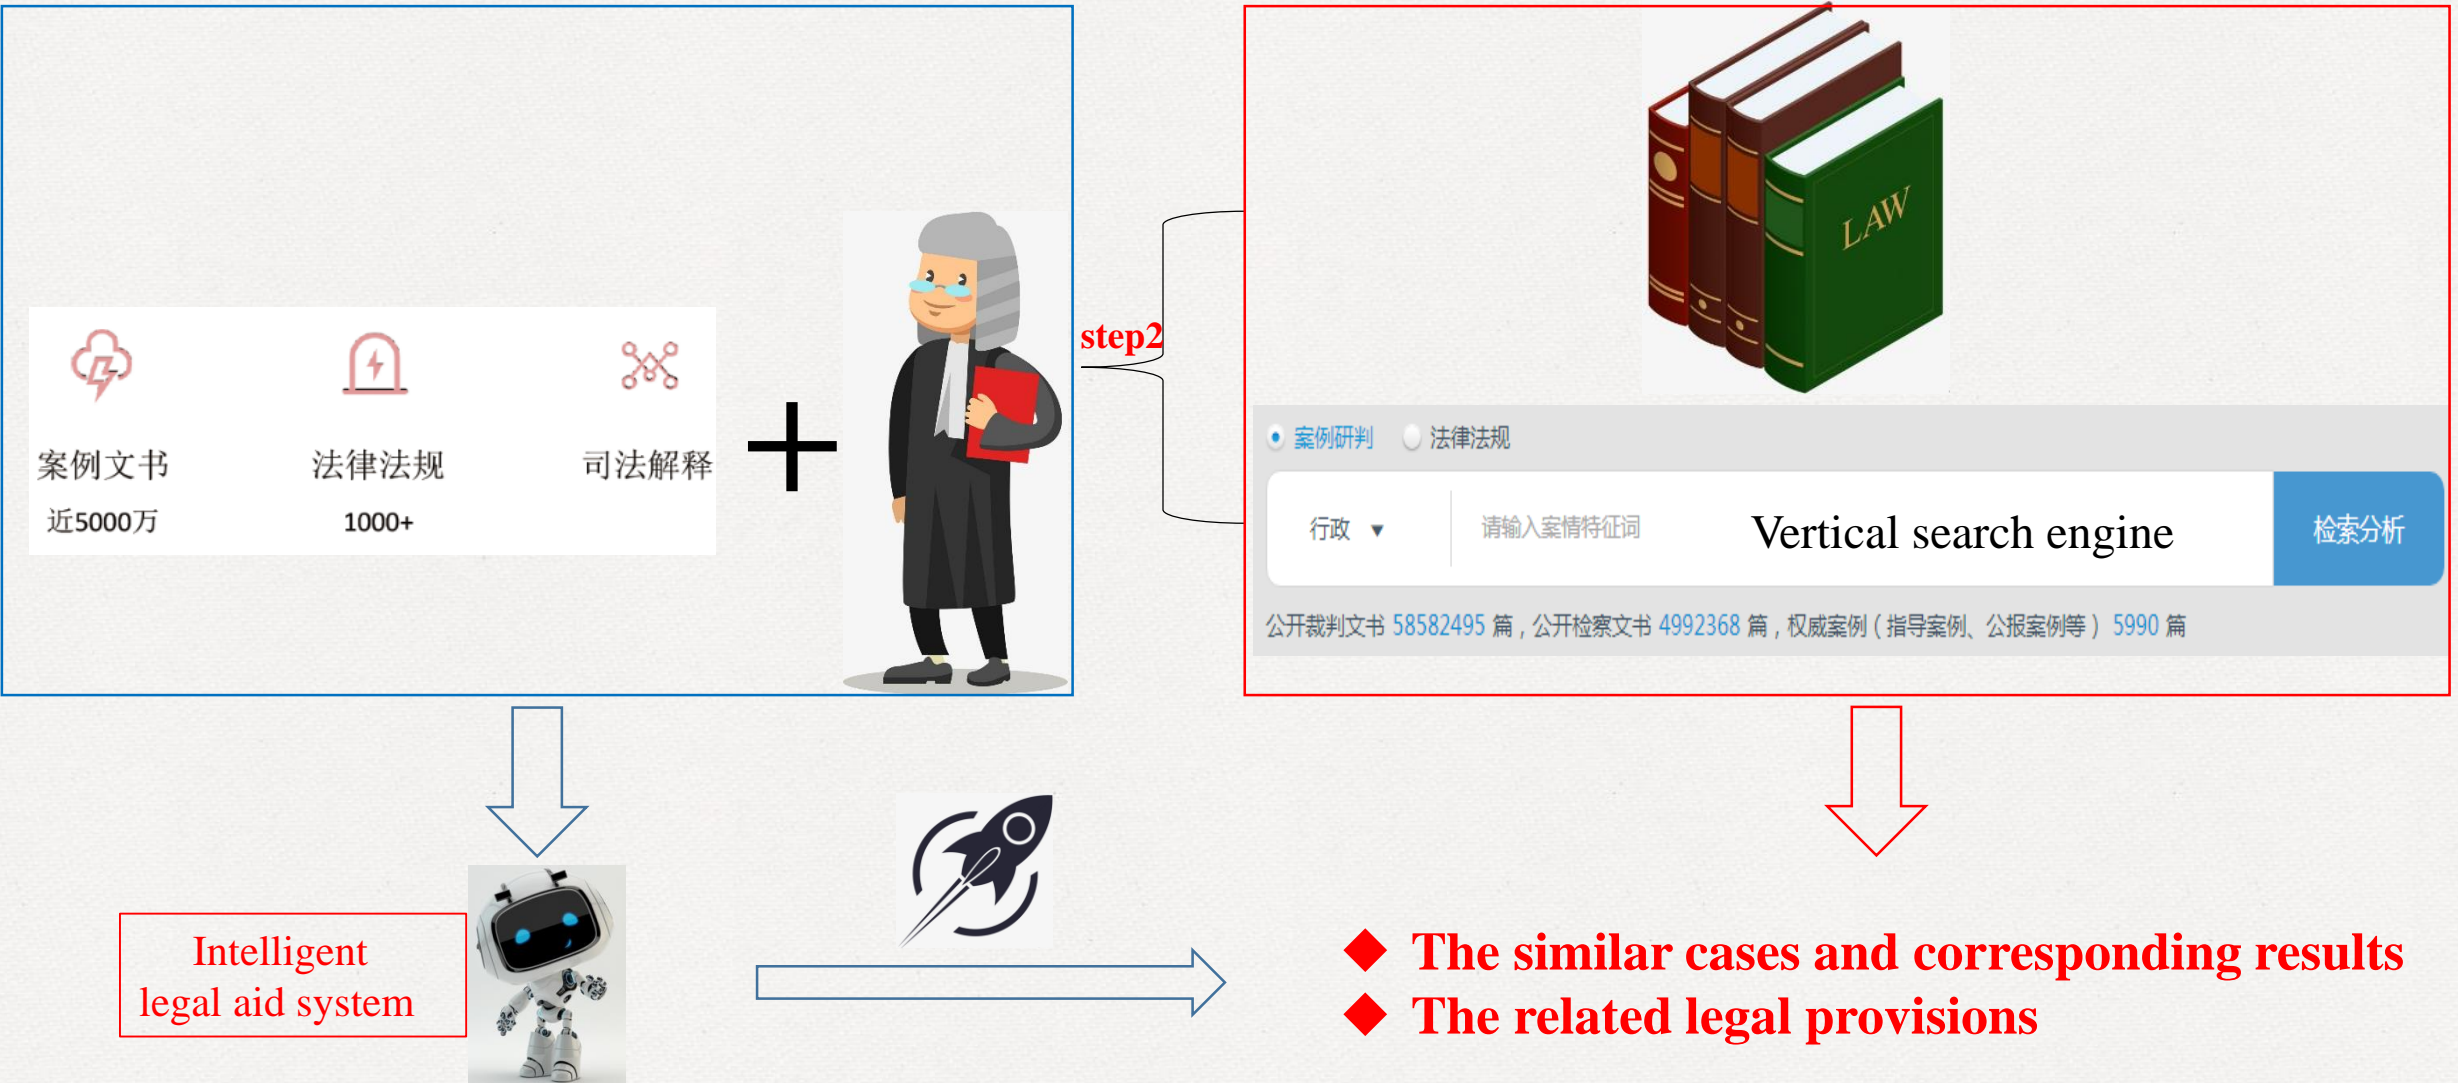 案例文书 法律法规 司法解释
近5000万 1000+
step2
LAW
案例研判 法律法规
行政 ▼ 请输入案情特征词 Vertical search engine 检索分析
公开裁判文书 58582495 篇，公开检察文书 4992368 篇，权威案例（指导案例、公报案例等） 5990 篇
Intelligent
legal aid system
◆ The similar cases and corresponding results
◆ The related legal provisions